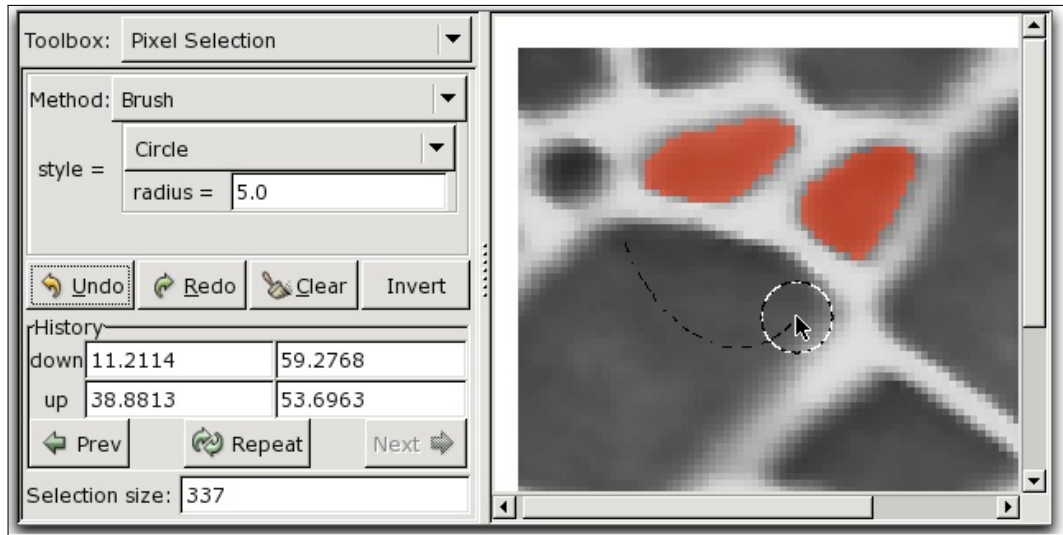 Toolbox: Pixel Selection
Method: Brush
style = Circle
radius = 5.0
Undo Redo Clear Invert
History
down 11.2114 59.2768
up 38.8813 53.6963
Prev Repeat Next
Selection size: 337